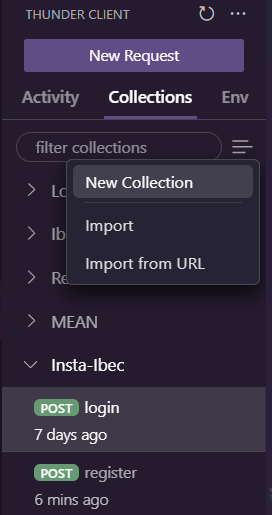 THUNDER CLIENT
New Request
Activity Collections Env
filter collections
New Collection
Import
Import from URL
MEAN
Insta-Ibec
POST login
7 days ago
POST register
6 mins ago